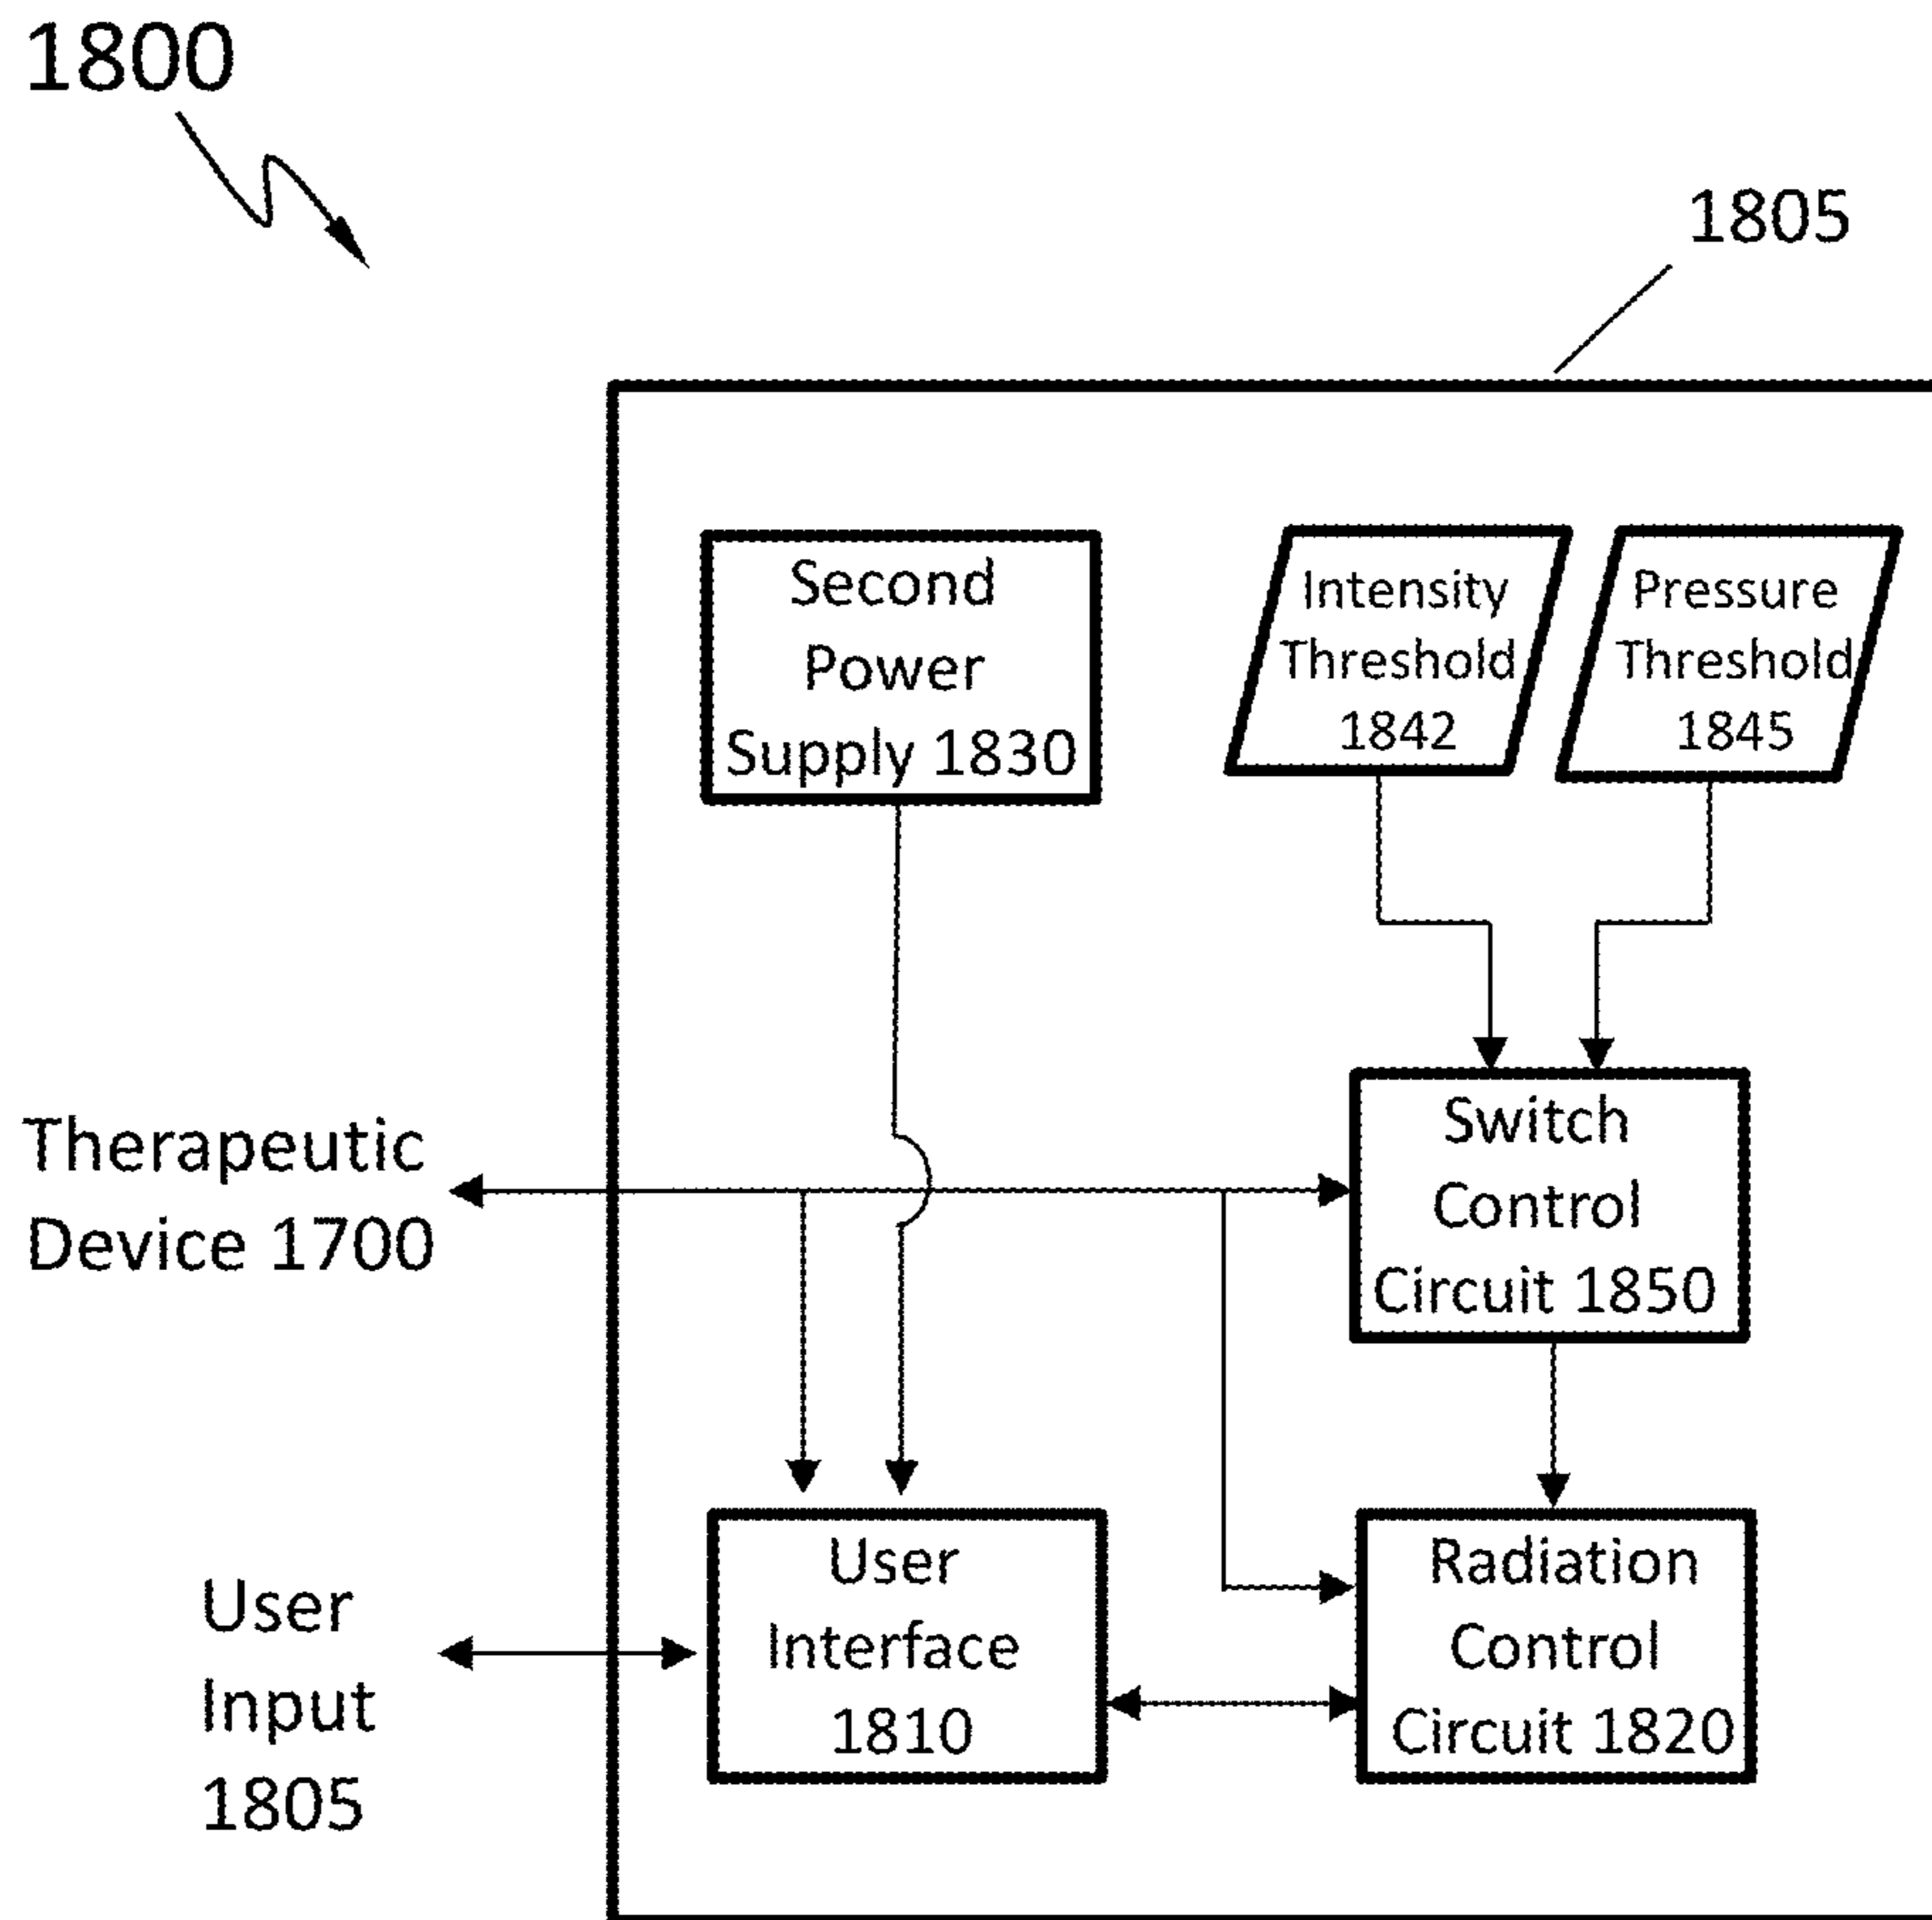 1800
1805
Second
Power
Supply 1830
Intensity
Threshold
1842
Pressure
Threshold
1845
Therapeutic
Device 1700
Switch
Control
Circuit 1850
User
Input
1805
User
Interface
1810
Radiation
Control
Circuit 1820